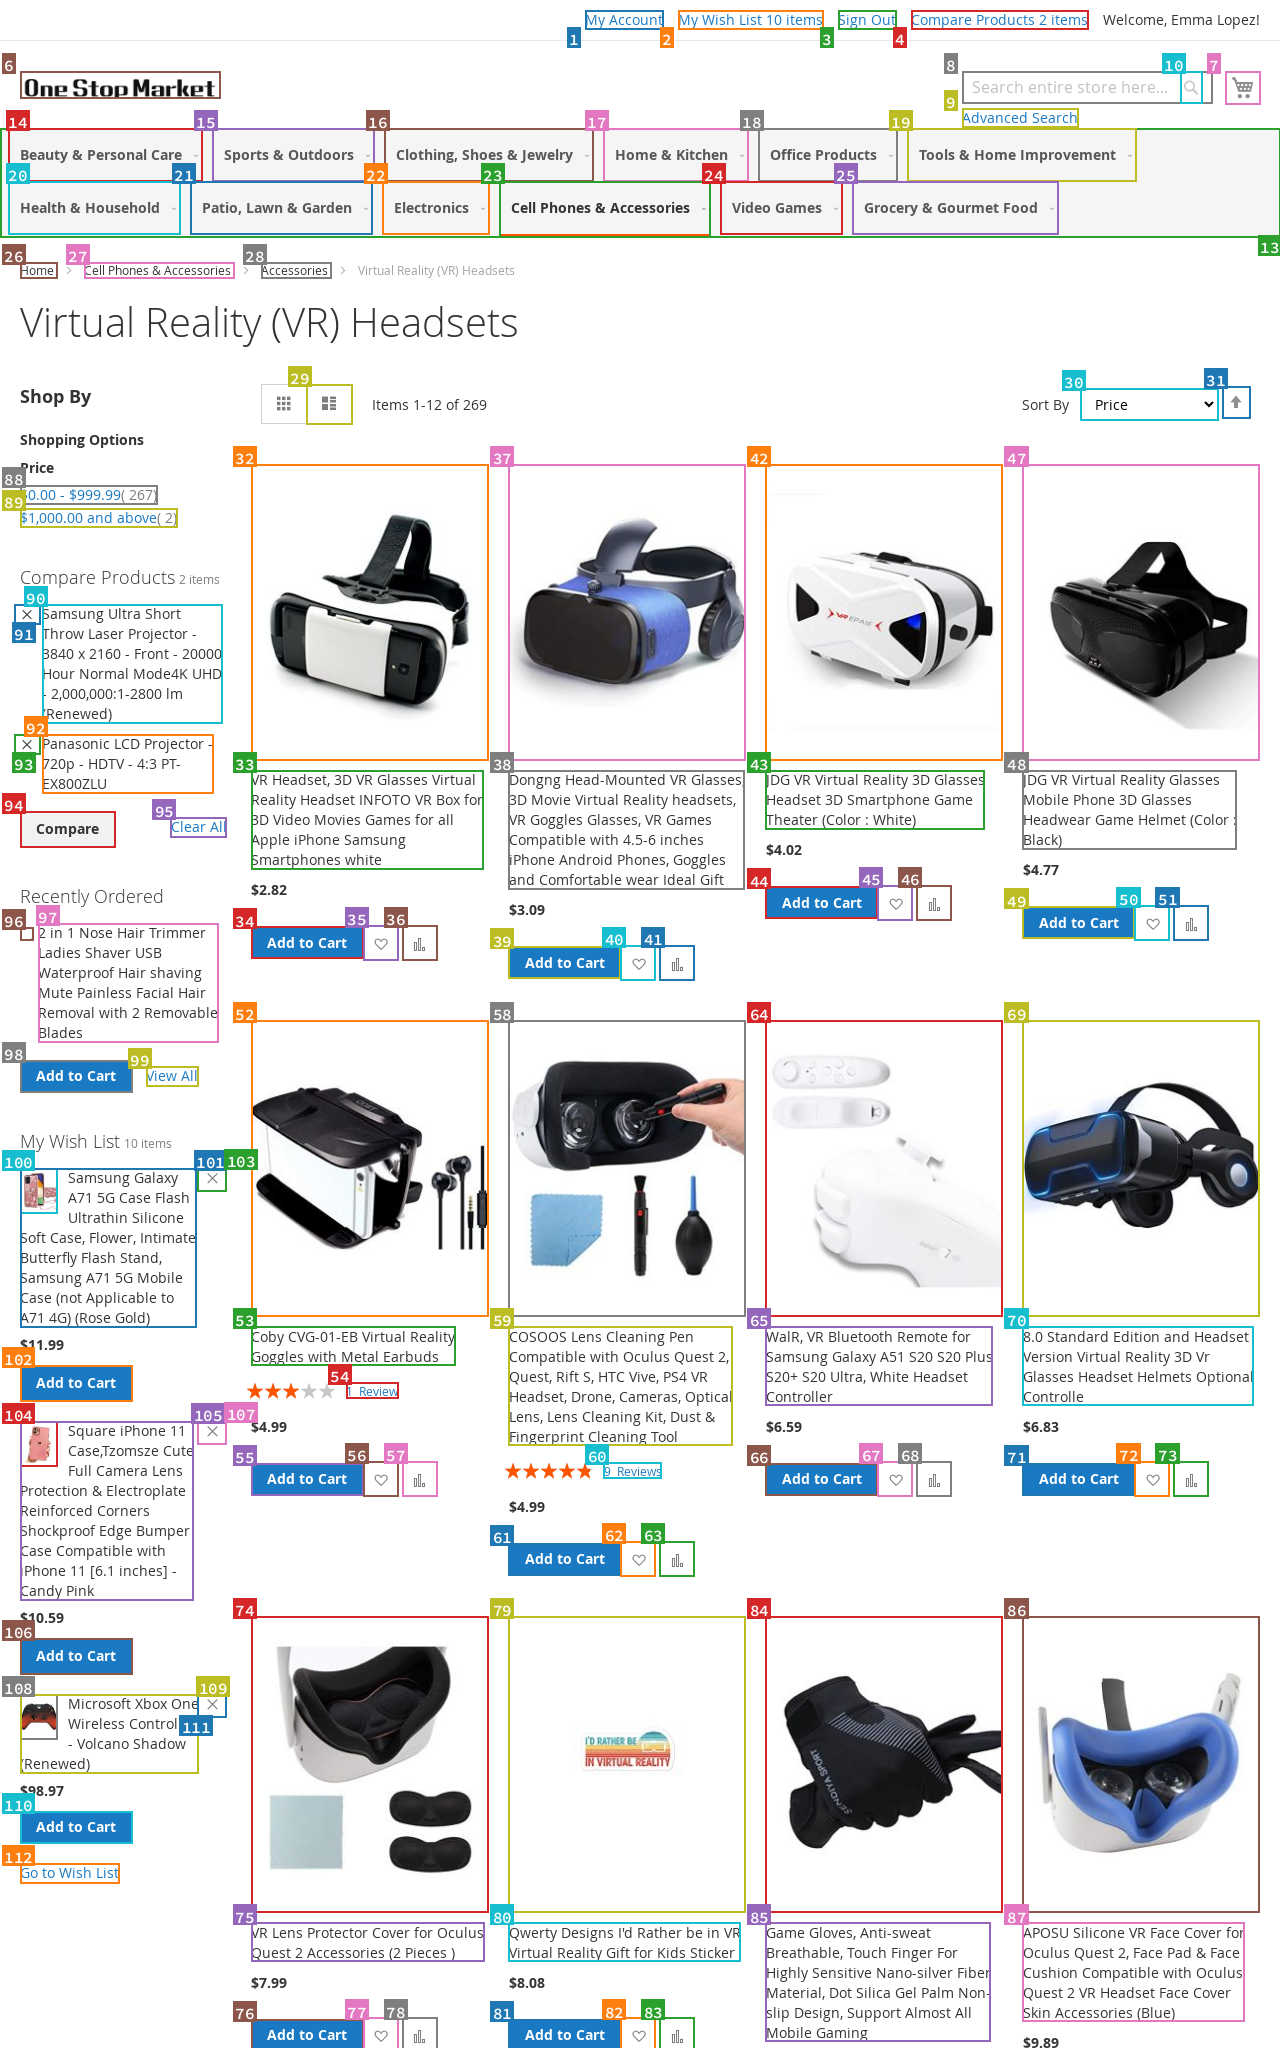 My Account
My Wish List 10 items
Sign Out
Compare Products 2 items
Welcome, Emma Lopez!
1
2
3
4
6
One Stop Market
8
Search entire store here...
10
7
9
Advanced Search
14
Beauty & Personal Care
15
Sports & Outdoors
16
Clothing, Shoes & Jewelry
17
Home & Kitchen
18
Office Products
19
Tools & Home Improvement
20
Health & Household
21
Patio, Lawn & Garden
22
Electronics
23
Cell Phones & Accessories
24
Video Games
25
Grocery & Gourmet Food
13
26
Home
27
Cell Phones & Accessories
28
Accessories
Virtual Reality (VR) Headsets
Virtual Reality (VR) Headsets
Shop By
29
Items 1-12 of 269
Sort By
30
Price
31
Shopping Options
Price
88
$0.00 - $999.99( 267)
89
$1,000.00 and above( 2)
Compare Products 2 items
90
91
Samsung Ultra Short
Throw Laser Projector -
3840 x 2160 - Front - 20000
Hour Normal Mode4K UHD
- 2,000,000:1-2800 lm
(Renewed)
92
93
Panasonic LCD Projector -
720p - HDTV - 4:3 PT-
EX800ZLU
94
Compare
95
Clear All
Recently Ordered
96
97
2 in 1 Nose Hair Trimmer
Ladies Shaver USB
Waterproof Hair shaving
Mute Painless Facial Hair
Removal with 2 Removable
Blades
98
Add to Cart
99
View All
My Wish List 10 items
100
101
103
Samsung Galaxy
A71 5G Case Flash
Ultrathin Silicone
Soft Case, Flower, Intimate
Butterfly Flash Stand,
Samsung A71 5G Mobile
Case (not Applicable to
A71 4G) (Rose Gold)
$11.99
102
Add to Cart
104
105
107
Square iPhone 11
Case,Tzomsze Cute
Full Camera Lens
Protection & Electroplate
Reinforced Corners
Shockproof Edge Bumper
Case Compatible with
iPhone 11 [6.1 inches] -
Candy Pink
$10.59
106
Add to Cart
108
109
111
Microsoft Xbox One
Wireless Control
- Volcano Shadow
(Renewed)
$98.97
110
Add to Cart
112
Go to Wish List
32
33
VR Headset, 3D VR Glasses Virtual
Reality Headset INFOTO VR Box for
3D Video Movies Games for all
Apple iPhone Samsung
Smartphones white
$2.82
34
Add to Cart
35
36
37
38
Dongng Head-Mounted VR Glasses,
3D Movie Virtual Reality headsets,
VR Goggles Glasses, VR Games
Compatible with 4.5-6 inches
iPhone Android Phones, Goggles
and Comfortable wear Ideal Gift
$3.09
39
Add to Cart
40
41
42
VR EPAIE
43
JDG VR Virtual Reality 3D Glasses
Headset 3D Smartphone Game
Theater (Color : White)
$4.02
44
Add to Cart
45
46
47
48
JDG VR Virtual Reality Glasses
Mobile Phone 3D Glasses
Headwear Game Helmet (Color :
Black)
$4.77
49
Add to Cart
50
51
52
53
Coby CVG-01-EB Virtual Reality
Goggles with Metal Earbuds
54
1 Review
$4.99
55
Add to Cart
56
57
58
59
COSOOS Lens Cleaning Pen
Compatible with Oculus Quest 2,
Quest, Rift S, HTC Vive, PS4 VR
Headset, Drone, Cameras, Optical
Lens, Lens Cleaning Kit, Dust &
Fingerprint Cleaning Tool
60
9 Reviews
$4.99
61
Add to Cart
62
63
64
65
WalR, VR Bluetooth Remote for
Samsung Galaxy A51 S20 S20 Plus
S20+ S20 Ultra, White Headset
Controller
$6.59
66
Add to Cart
67
68
69
70
8.0 Standard Edition and Headset
Version Virtual Reality 3D Vr
Glasses Headset Helmets Optional
Controlle
$6.83
71
Add to Cart
72
73
74
75
VR Lens Protector Cover for Oculus
Quest 2 Accessories (2 Pieces )
$7.99
76
Add to Cart
77
78
79
I'D RATHER BE
IN VIRTUAL REALITY
80
Qwerty Designs I'd Rather be in VR
Virtual Reality Gift for Kids Sticker
$8.08
81
Add to Cart
82
83
84
SENDIYA SPORT
85
Game Gloves, Anti-sweat
Breathable, Touch Finger For
Highly Sensitive Nano-silver Fiber
Material, Dot Silica Gel Palm Non-
slip Design, Support Almost All
Mobile Gaming
86
87
APOSU Silicone VR Face Cover for
Oculus Quest 2, Face Pad & Face
Cushion Compatible with Oculus
Quest 2 VR Headset Face Cover
Skin Accessories (Blue)
$9.89